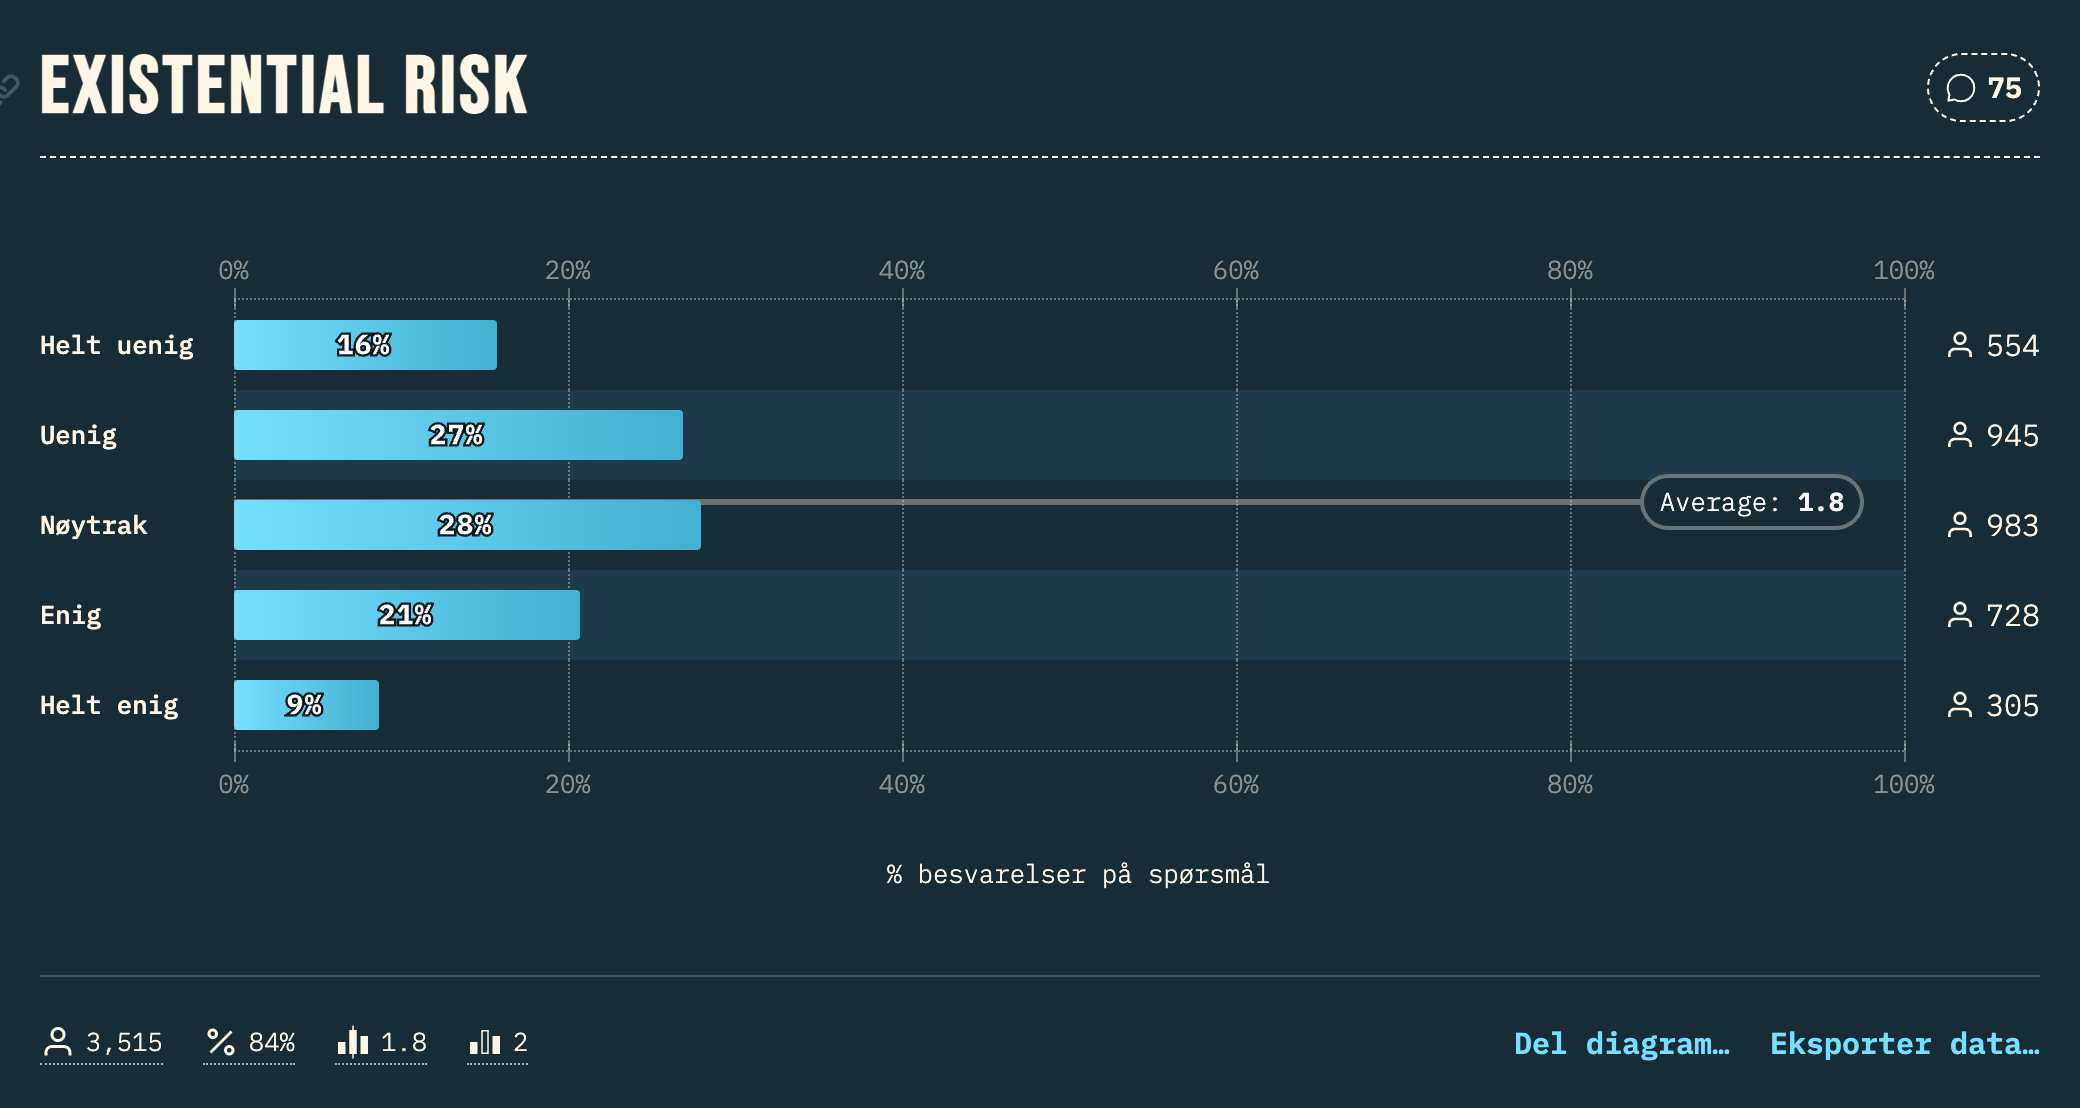 EXISTENTIAL RISK
75
0% 20% 40% 60% 80% 100%
Helt uenig 16% 554
Uenig 27% 945
Average: 1.8
Nøytrak 28% 983
Enig 21% 728
Helt enig 9% 305
0% 20% 40% 60% 80% 100%
% besvarelser på spørsmål
3,515 84% 1.8 2 Del diagram… Eksporter data…